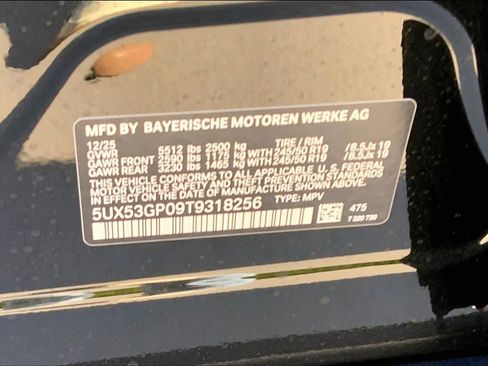 MFD BY BAYERISCHE MOTOREN WERKE AG
12/25 TIRE / RIM
GVWR 5512 lbs 2500 kg
GAWR FRONT 2590 lbs 1175 kg WITH 245/50 R19 /8.5Jx19
GAWR REAR 3230 lbs 1465 kg WITH 245/50 R19 /8.5Jx19
THIS VEHICLE CONFORMS TO ALL APPLICABLE U.S. FEDERAL
MOTOR VEHICLE SAFETY STANDARDS IN EFFECT ON THE
DATE OF MANUFACTURE SHOWN ABOVE.
5UX53GP09T9318256 TYPE: MPV 475
7 520 730